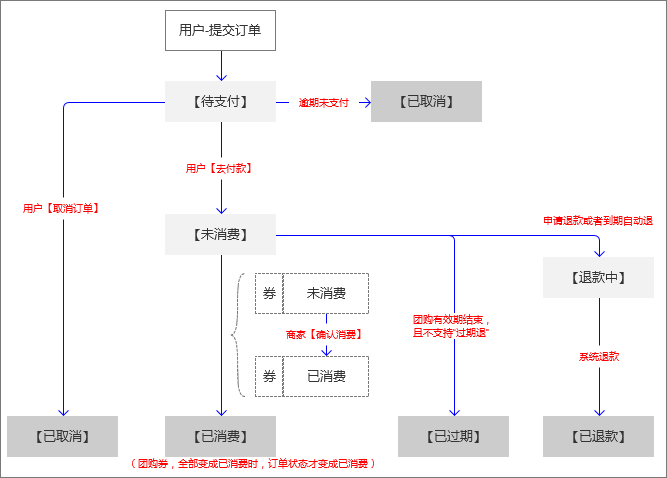 用户-提交订单
【待支付】
逾期未支付
【已取消】
用户【去付款】
用户【取消订单】
【未消费】
申请退款或者到期自动退
【退款中】
券
未消费
商家【确认消费】
券
已消费
团购有效期结束，
且不支持“过期退”
系统退款
【已取消】
【已消费】
【已过期】
【已退款】
（团购券，全部变成已消费时，订单状态才变成已消费）